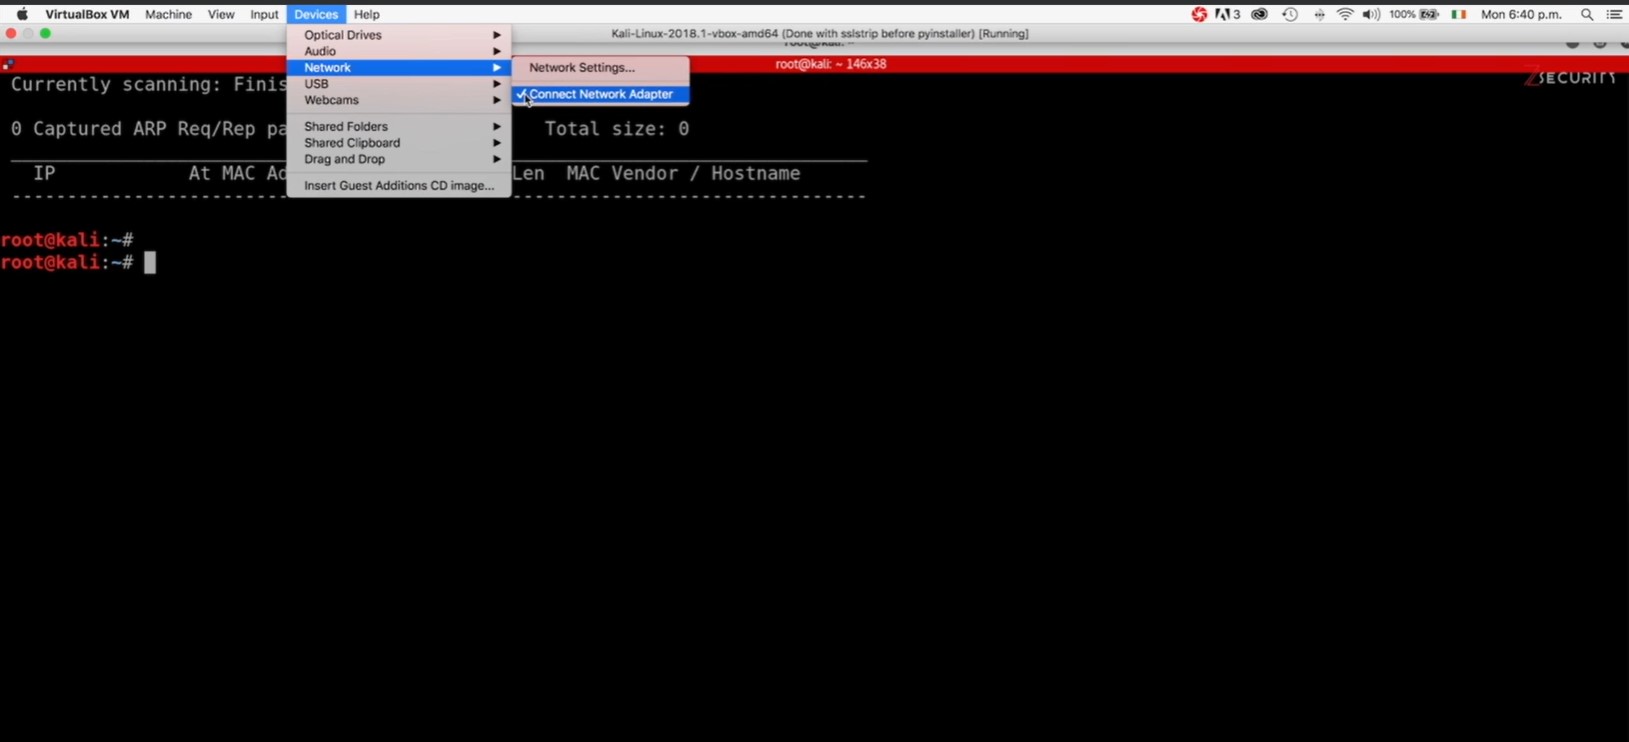 VirtualBox VM Machine View Input Devices Help 3 100% Mon 6:40 p.m.
Kali-Linux-2018.1-vbox-amd64 (Done with sslstrip before pyinstaller) [Running]
root@kali: ~
root@kali: ~ 146x38
ZSECURITY
Optical Drives
Audio
Network
USB
Webcams
Shared Folders
Shared Clipboard
Drag and Drop
Insert Guest Additions CD image...
Network Settings...
Connect Network Adapter
Currently scanning: Finis
0 Captured ARP Req/Rep pa Total size: 0
IP At MAC Ad Len MAC Vendor / Hostname
root@kali:~#
root@kali:~#